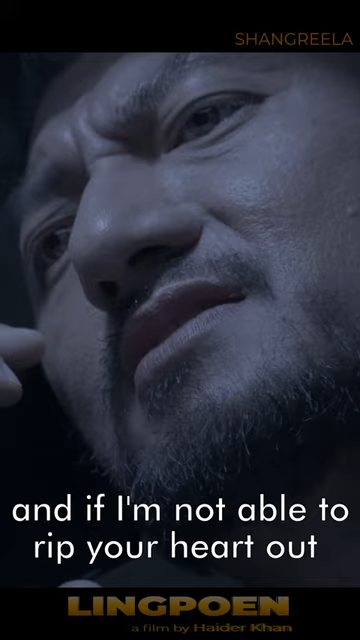 SHANGREELA
and if I'm not able to
rip your heart out
LINGPOEN
a film by Haider Khan